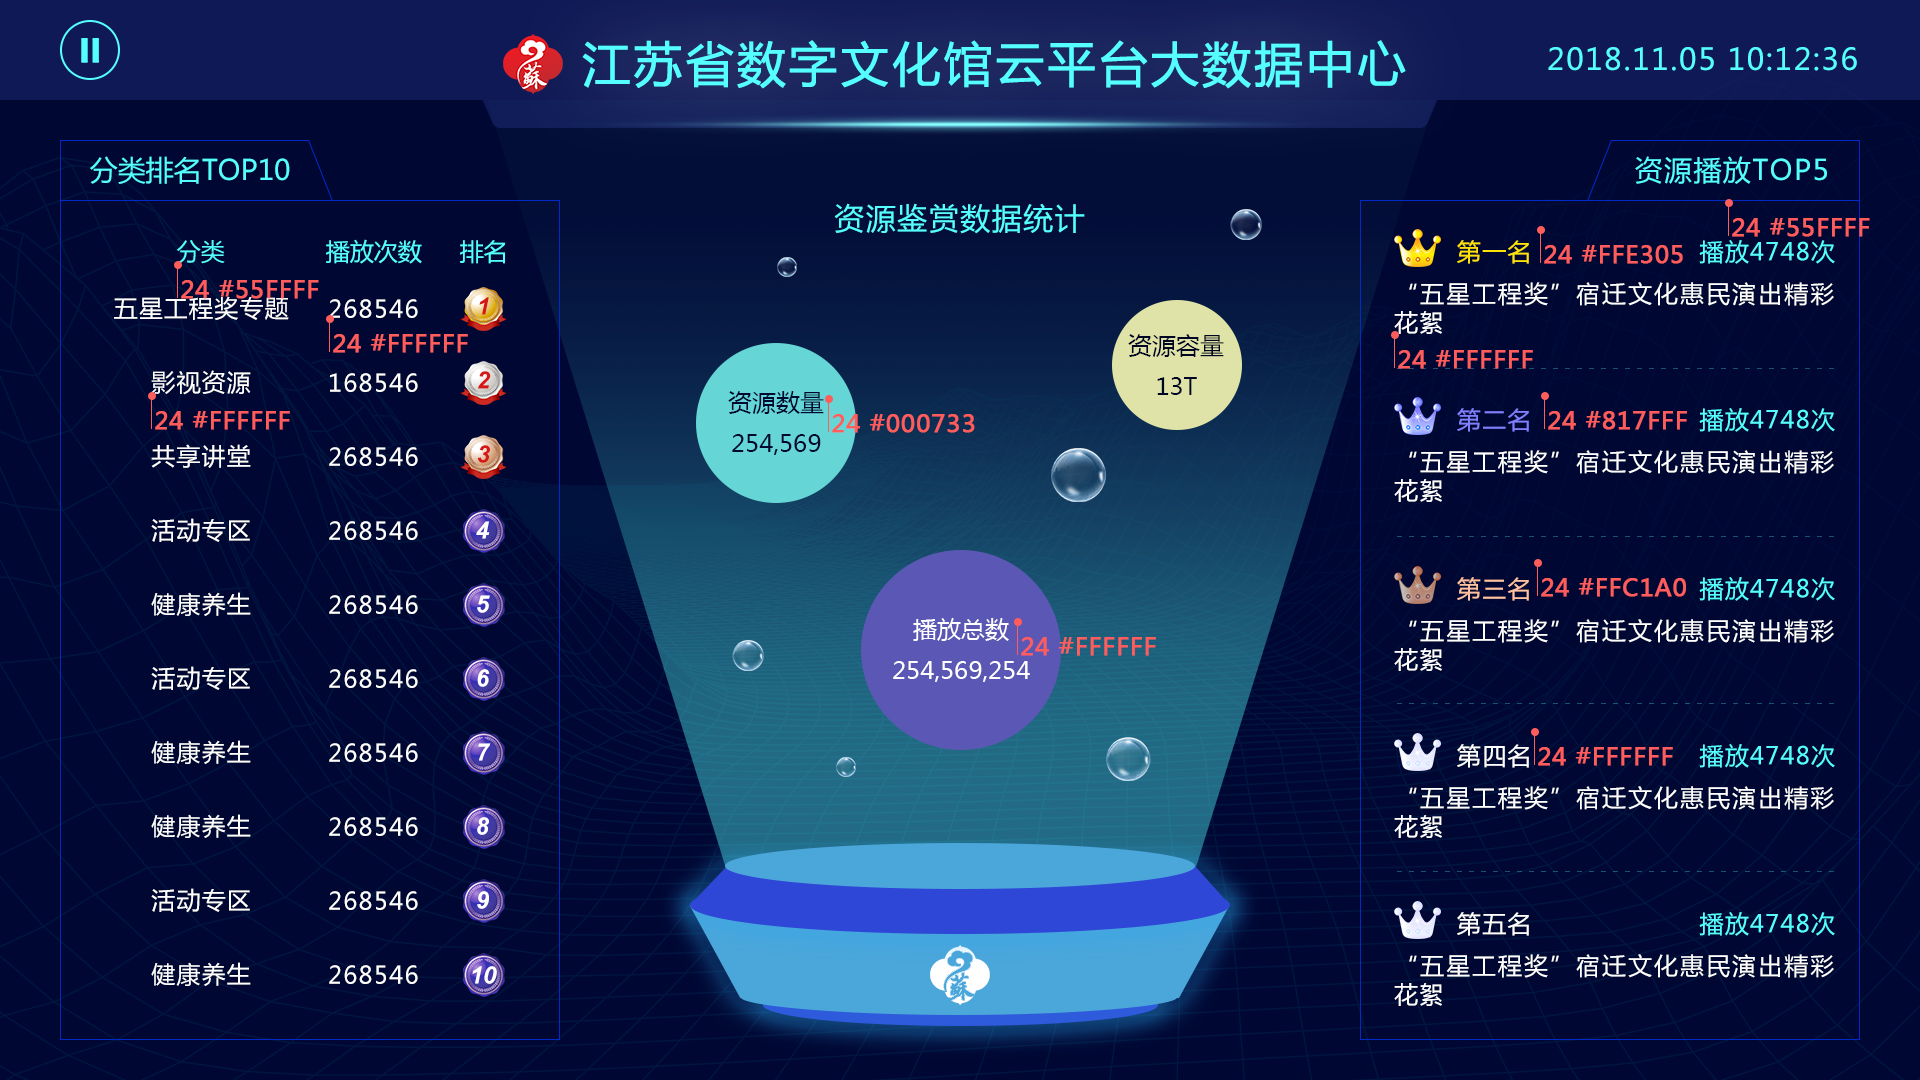 江苏省数字文化馆云平台大数据中心
2018.11.05 10:12:36
分类排名TOP10
分类 播放次数 排名
24 #55FFFF
五星工程奖专题 268546 1
24 #FFFFFF
影视资源 168546 2
24 #FFFFFF
共享讲堂 268546 3
活动专区 268546 4
健康养生 268546 5
活动专区 268546 6
健康养生 268546 7
健康养生 268546 8
活动专区 268546 9
健康养生 268546 10
资源鉴赏数据统计
资源容量
13T
资源数量
24 #000733
254,569
播放总数
24 #FFFFFF
254,569,254
蘇
资源播放TOP5
24 #55FFFF
第一名 24 #FFE305 播放4748次
“五星工程奖”宿迁文化惠民演出精彩
花絮
24 #FFFFFF
第二名 24 #817FFF 播放4748次
“五星工程奖”宿迁文化惠民演出精彩
花絮
第三名 24 #FFC1A0 播放4748次
“五星工程奖”宿迁文化惠民演出精彩
花絮
第四名 24 #FFFFFF 播放4748次
“五星工程奖”宿迁文化惠民演出精彩
花絮
第五名 播放4748次
“五星工程奖”宿迁文化惠民演出精彩
花絮